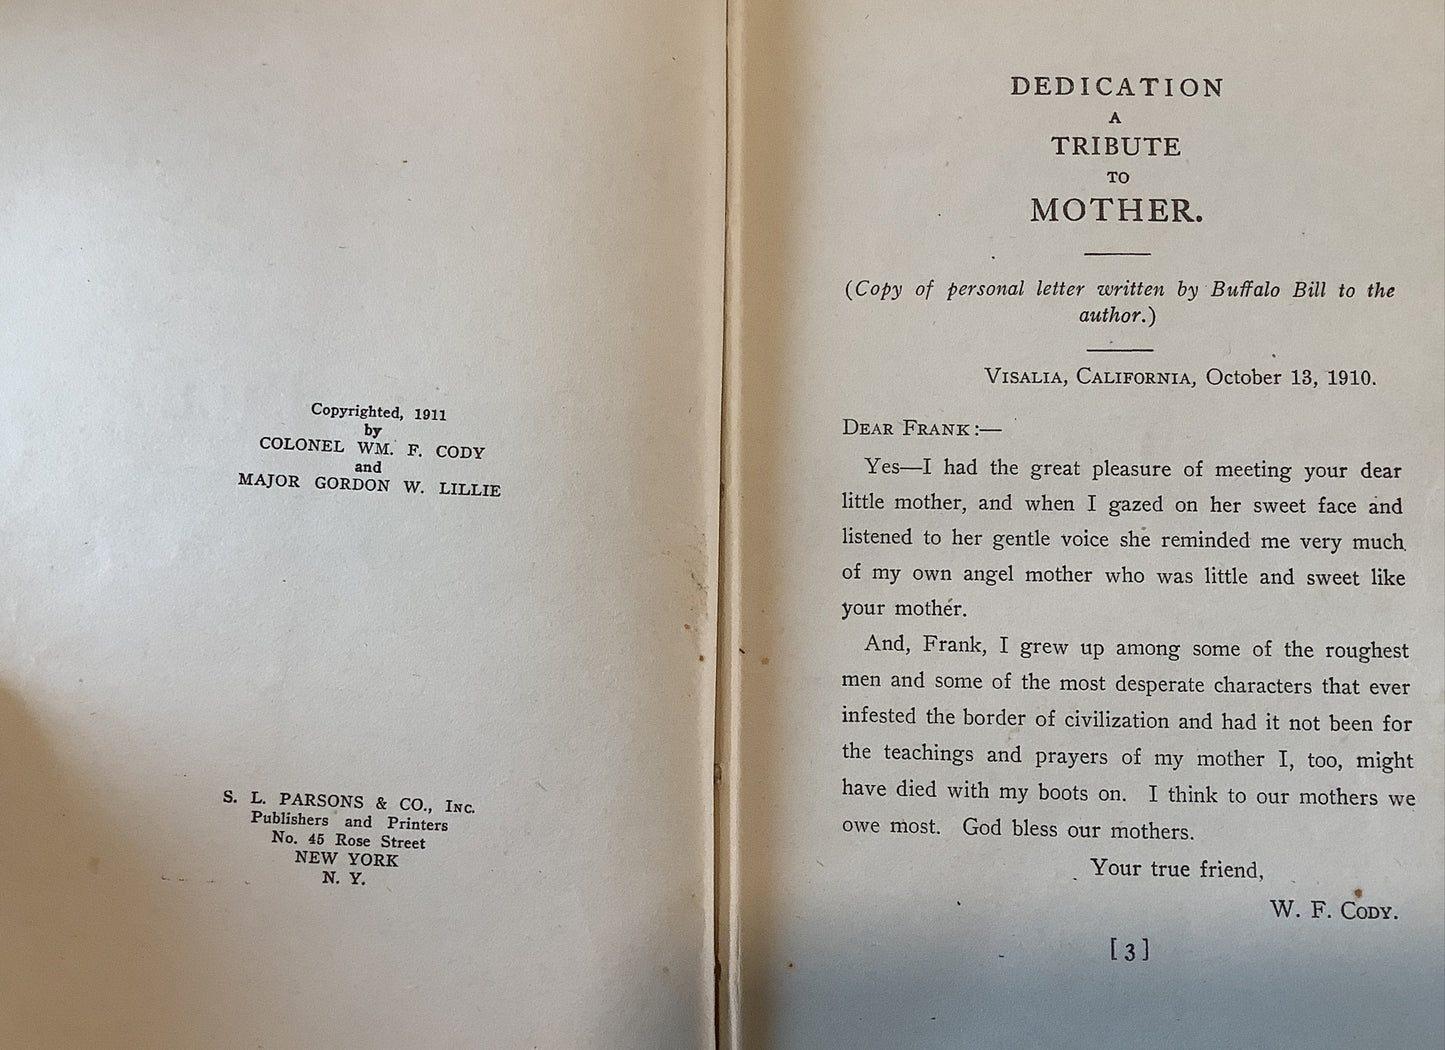 Copyrighted, 1911
by
COLONEL WM. F. CODY
and
MAJOR GORDON W. LILLIE
S. L. PARSONS & CO., INC.
Publishers and Printers
No. 45 Rose Street
NEW YORK
N. Y.
DEDICATION
A
TRIBUTE
TO
MOTHER.
(Copy of personal letter written by Buffalo Bill to the
author.)
VISALIA, CALIFORNIA, October 13, 1910.
DEAR FRANK:—
Yes—I had the great pleasure of meeting your dear
little mother, and when I gazed on her sweet face and
listened to her gentle voice she reminded me very much
of my own angel mother who was little and sweet like
your mother.
And, Frank, I grew up among some of the roughest
men and some of the most desperate characters that ever
infested the border of civilization and had it not been for
the teachings and prayers of my mother I, too, might
have died with my boots on. I think to our mothers we
owe most. God bless our mothers.
Your true friend,
W. F. CODY.
[3]